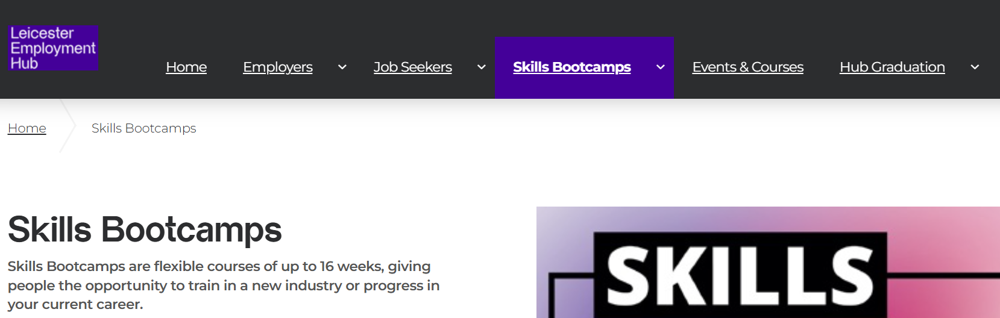 Leicester
Employment
Hub
Home
Employers
Job Seekers
Skills Bootcamps
Events & Courses
Hub Graduation
Home
Skills Bootcamps
Skills Bootcamps
Skills Bootcamps are flexible courses of up to 16 weeks, giving
people the opportunity to train in a new industry or progress in
your current career.
SKILLS